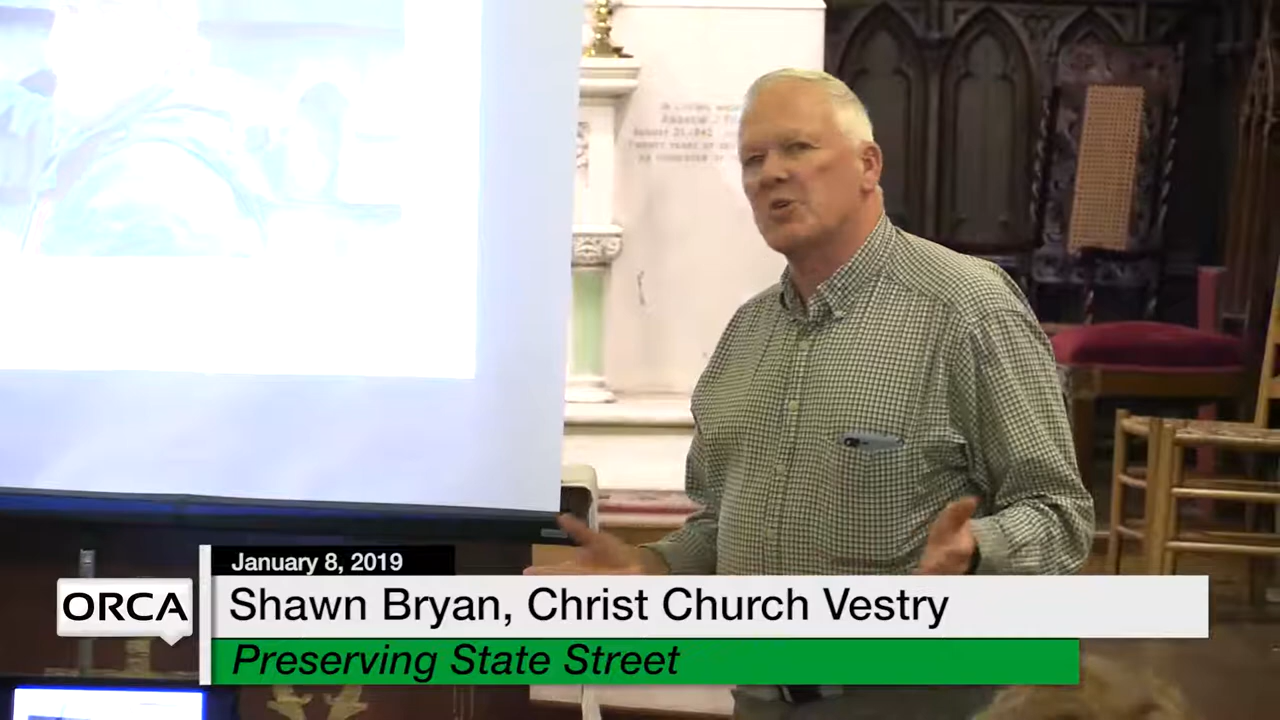 January 8, 2019
ORCA
Shawn Bryan, Christ Church Vestry
Preserving State Street